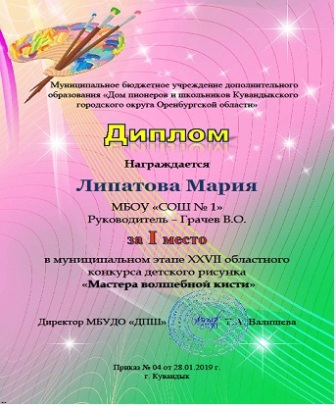 Муниципальное бюджетное учреждение дополнительного
образования «Дом пионеров и школьников Кувандыкского
городского округа Оренбургской области»
Диплом
Награждается
Липатова Мария
МБОУ «СОШ № 1»
Руководитель – Грачев В.О.
за I место
в муниципальном этапе XXVII областного
конкурса детского рисунка
«Мастера волшебной кисти»
Директор МБУДО «ДПШ» Валишева
Приказ № 04 от 28.01.2019 г.
г. Кувандык